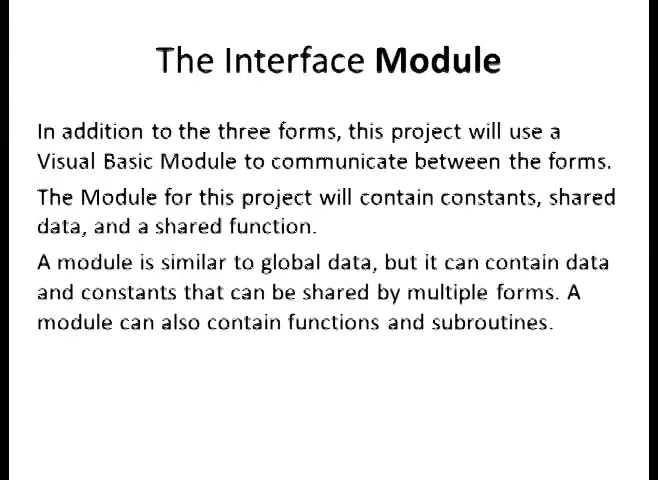 The Interface Module
In addition to the three forms, this project will use a
Visual Basic Module to communicate between the forms.
The Module for this project will contain constants, shared
data, and a shared function.
A module is similar to global data, but it can contain data
and constants that can be shared by multiple forms. A
module can also contain functions and subroutines.